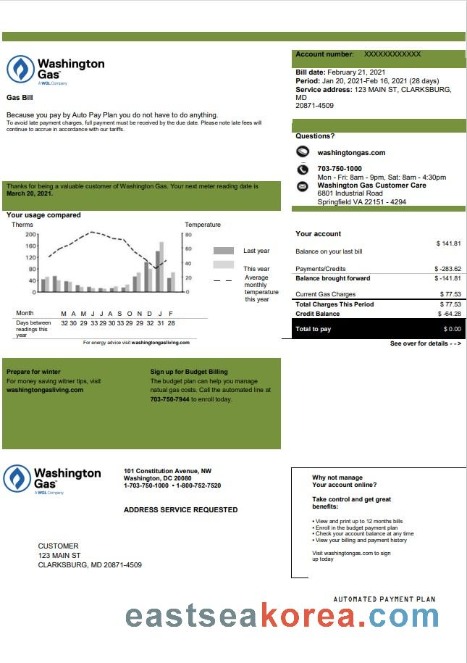 Washington
Gas
A WGL Company
Gas Bill
Because you pay by Auto Pay Plan you do not have to do anything.
To avoid late payment charges, full payment must be received by the due date. Please note late fees will
continue to accrue in accordance with our tariffs.
Account number: XXXXXXXXXXXX
Bill date: February 21, 2021
Period: Jan 20, 2021-Feb 16, 2021 (28 days)
Service address: 123 MAIN ST, CLARKSBURG,
MD
20871-4509
Questions?
washingtongas.com
703-750-1000
Mon - Fri: 8am - 9pm, Sat: 8am - 4:30pm
Washington Gas Customer Care
6801 Industrial Road
Springfield VA 22151 - 4294
Thanks for being a valuable customer of Washington Gas. Your next meter reading date is
March 20, 2021.
Your usage compared
Therms Temperature
200 80
160
120 60
80 40
40 20
0 0
Last year
This year
Average
monthly
temperature
this year
Month M A M J J A S O N D J F
Days between
readings this
year
32 30 29 33 29 30 33 29 29 32 31 28
For energy advice visit washingtongasliving.com
Your account
$ 141.81
Balance on your last bill
Payments/Credits $ -283.62
Balance brought forward $ -141.81
Current Gas Charges $ 77.53
Total Charges This Period $ 77.53
Credit Balance $ -64.28
Total to pay $ 0.00
See over for details - - >
Prepare for winter
For money saving witner tips, visit
washingtongasliving.com
Sign up for Budget Billing
The budget plan can help you manage
natual gas costs. Call the automated line at
703-750-7944 to enroll today.
Washington
Gas
A WGL Company
101 Constitution Avenue, NW
Washington, DC 20080
1-703-750-1000 • 1-800-752-7520
ADDRESS SERVICE REQUESTED
CUSTOMER
123 MAIN ST
CLARKSBURG, MD 20871-4509
Why not manage
Your account online?
Take control and get great
benefits:
• View and print up to 12 months bills
• Enroll in the budget payment plan
• Check your account balance at any time
• View your billing and payment history
Visit washingtongas.com to sign
up today
AUTOMATED PAYMENT PLAN
eastseakorea.com